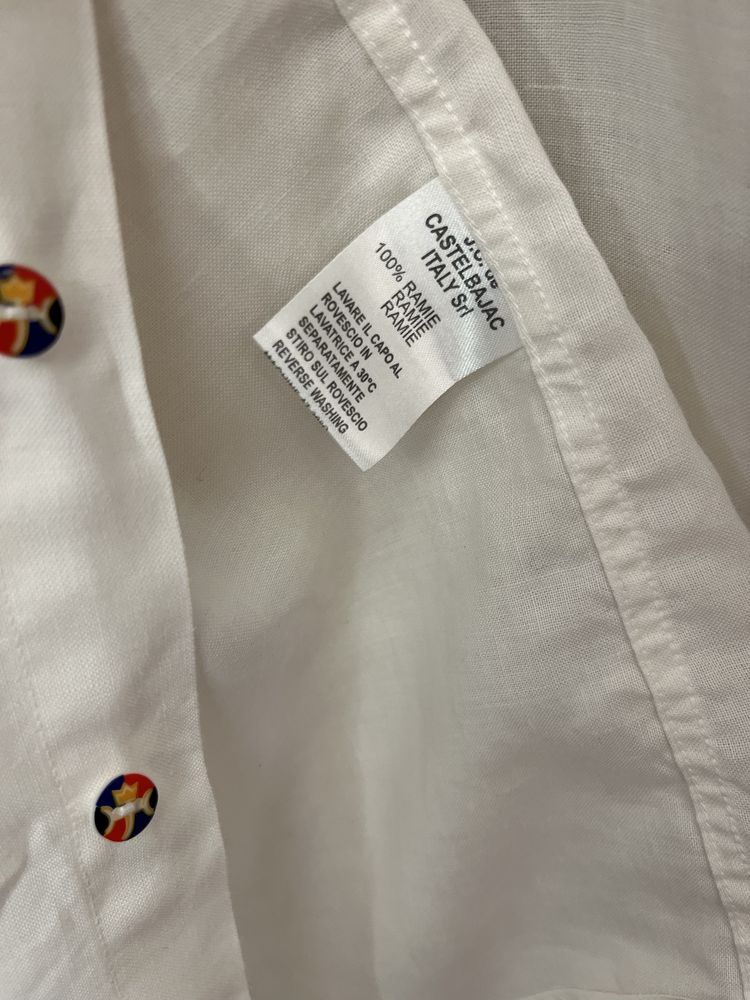 J.C. de
CASTELBAJAC
ITALY Srl
100% RAMIE
RAMIE
RAMIE
LAVARE IL CAPO AL
ROVESCIO IN
LAVATRICE A 30°C
SEPARATAMENTE
STIRO SUL ROVESCIO
REVERSE WASHING